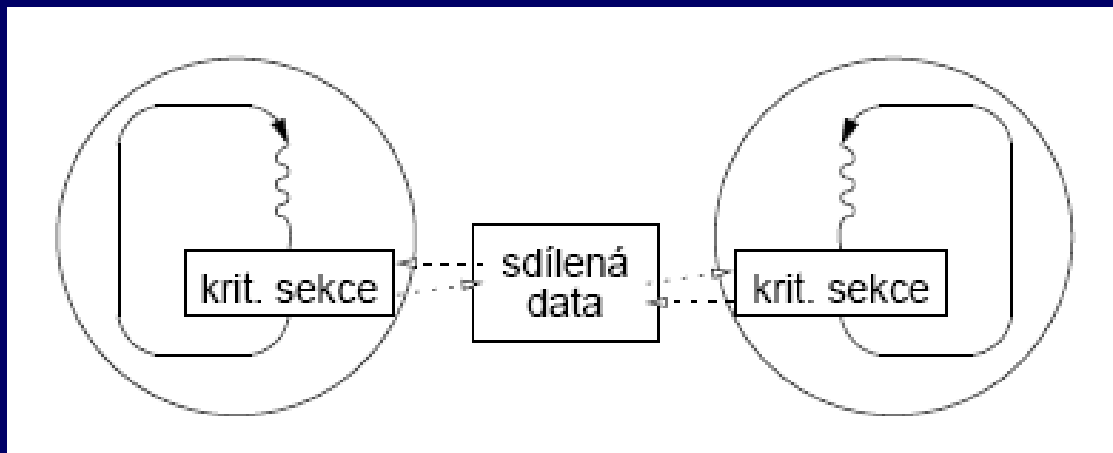 krit. sekce
sdílená
data
krit. sekce